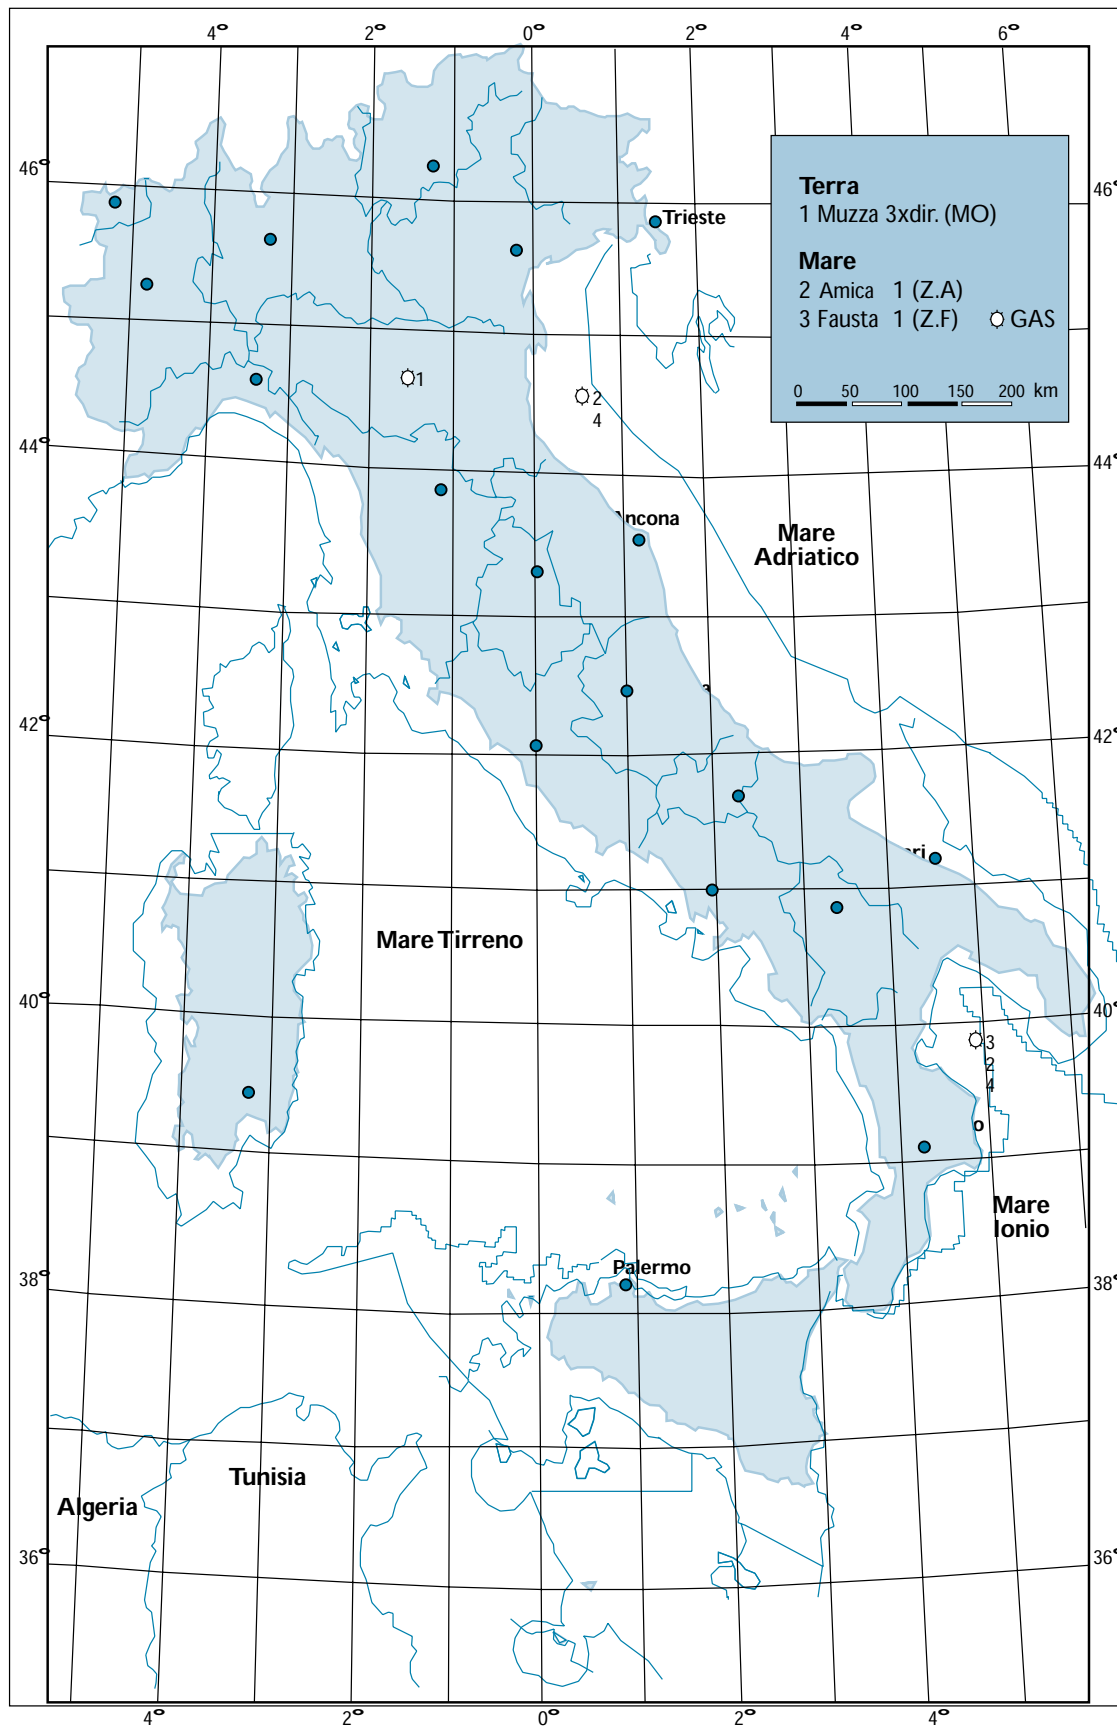 4° 2° 0° 2° 4° 6°
46° 46°
Terra
1 Muzza 3xdir. (MO)
Trieste
Mare
2 Amica 1 (Z.A)
3 Fausta 1 (Z.F) GAS
0 50 100 150 200 km
1
2
4
44° 44°
Ancona
Mare
Adriatico
42° 42°
Mare Tirreno
40° 40°
3
2
4
o
Mare
Ionio
Palermo
38° 38°
Tunisia
Algeria
36° 36°
4° 2° 0° 2° 4°